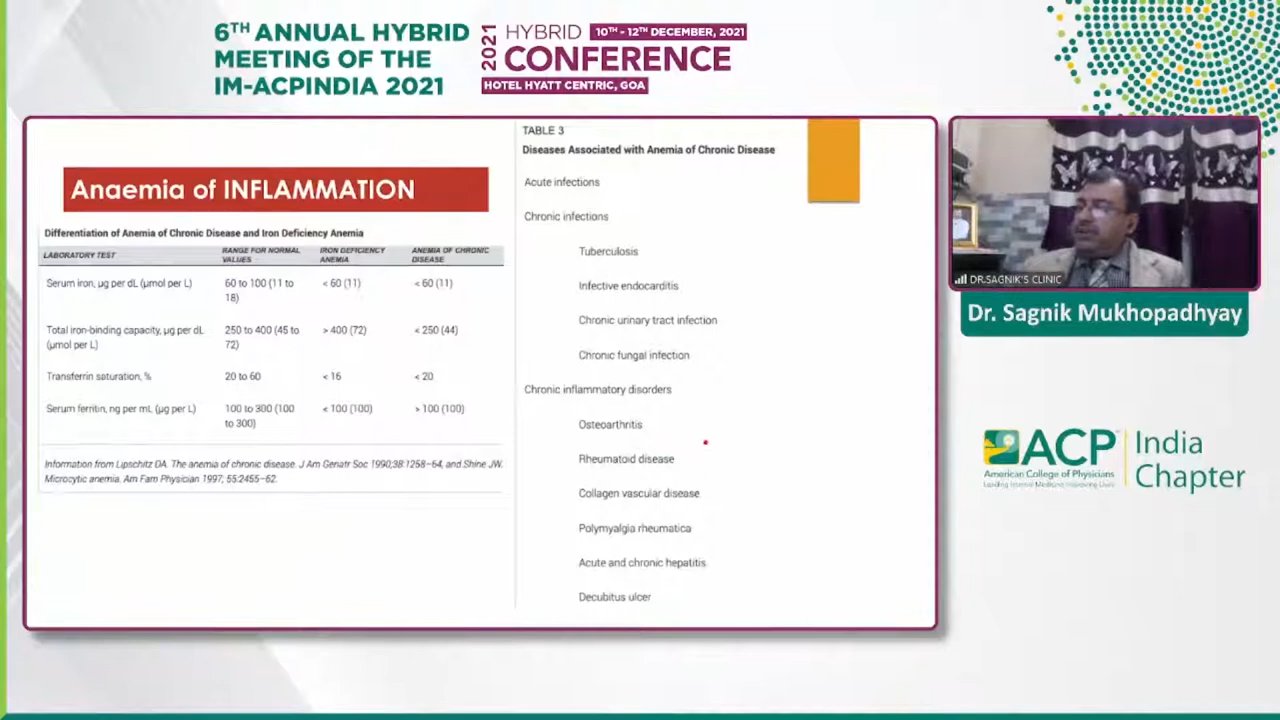 6TH ANNUAL HYBRID
MEETING OF THE
IM-ACPINDIA 2021
2021
HYBRID
10TH - 12TH DECEMBER, 2021
CONFERENCE
HOTEL HYATT CENTRIC, GOA
Anaemia of INFLAMMATION
Differentiation of Anemia of Chronic Disease and Iron Deficiency Anemia
LABORATORY TEST RANGE FOR NORMAL VALUES IRON DEFICIENCY ANEMIA ANEMIA OF CHRONIC DISEASE
Serum iron, μg per dL (μmol per L) 60 to 100 (11 to 18) < 60 (11) < 60 (11)
Total iron-binding capacity, μg per dL (μmol per L) 250 to 400 (45 to 72) > 400 (72) < 250 (44)
Transferrin saturation, % 20 to 60 < 16 < 20
Serum ferritin, ng per mL (μg per L) 100 to 300 (100 to 300) < 100 (100) > 100 (100)
Information from Lipschitz DA. The anemia of chronic disease. J Am Geriatr Soc 1990;38:1258–64, and Shine JW.
Microcytic anemia. Am Fam Physician 1997; 55:2455–62.
TABLE 3
Diseases Associated with Anemia of Chronic Disease
Acute infections
Chronic infections
Tuberculosis
Infective endocarditis
Chronic urinary tract infection
Chronic fungal infection
Chronic inflammatory disorders
Osteoarthritis
Rheumatoid disease
Collagen vascular disease
Polymyalgia rheumatica
Acute and chronic hepatitis
Decubitus ulcer
DR.SAGNIK'S CLINIC
Dr. Sagnik Mukhopadhyay
ACP
American College of Physicians
Leading Internal Medicine, Improving Lives
India
Chapter